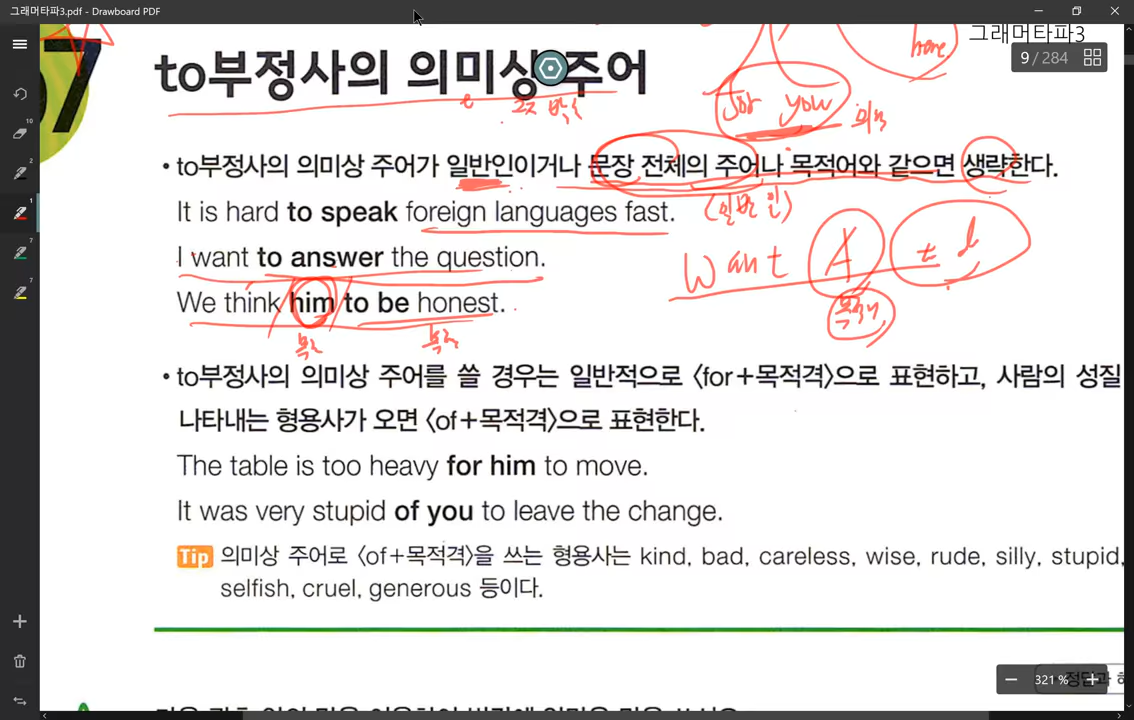 그래머타파3.pdf - Drawboard PDF
그래머타파3
9 / 284
7
to부정사의 의미상 주어
for you
here
• to부정사의 의미상 주어가 일반인이거나 문장 전체의 주어나 목적어와 같으면 생략한다.
(일반인)
It is hard to speak foreign languages fast.
I want to answer the question.
want A
We think him to be honest.
• to부정사의 의미상 주어를 쓸 경우는 일반적으로 〈for+목적격〉으로 표현하고, 사람의 성질
나타내는 형용사가 오면 〈of+목적격〉으로 표현한다.
The table is too heavy for him to move.
It was very stupid of you to leave the change.
Tip 의미상 주어로 〈of+목적격〉을 쓰는 형용사는 kind, bad, careless, wise, rude, silly, stupid,
selfish, cruel, generous 등이다.
321 %
10
2
1
7
7